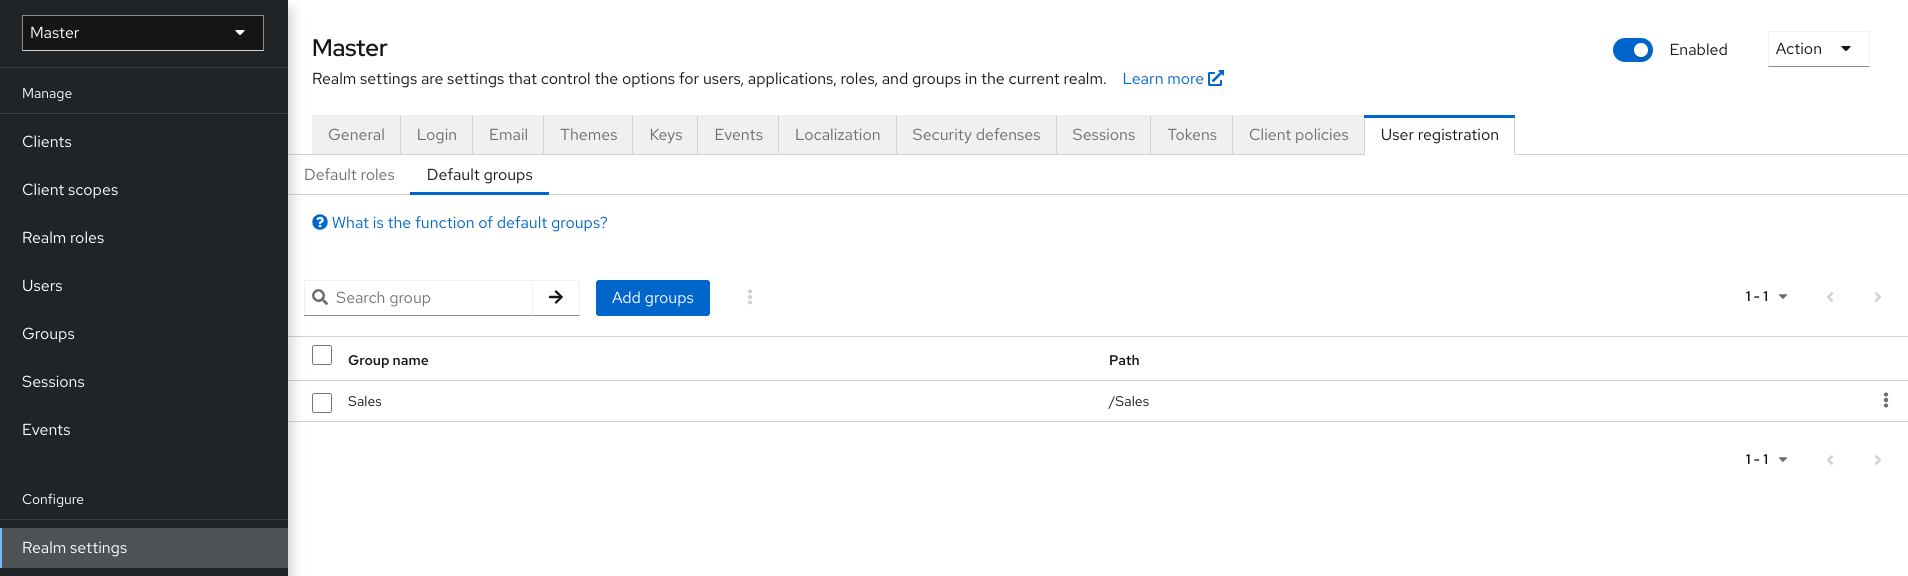 Master
Manage
Clients
Client scopes
Realm roles
Users
Groups
Sessions
Events
Configure
Realm settings
Master
Enabled
Action
Realm settings are settings that control the options for users, applications, roles, and groups in the current realm. Learn more
General Login Email Themes Keys Events Localization Security defenses Sessions Tokens Client policies User registration
Default roles Default groups
What is the function of default groups?
Search group Add groups 1 - 1
Group name Path
Sales /Sales
1 - 1